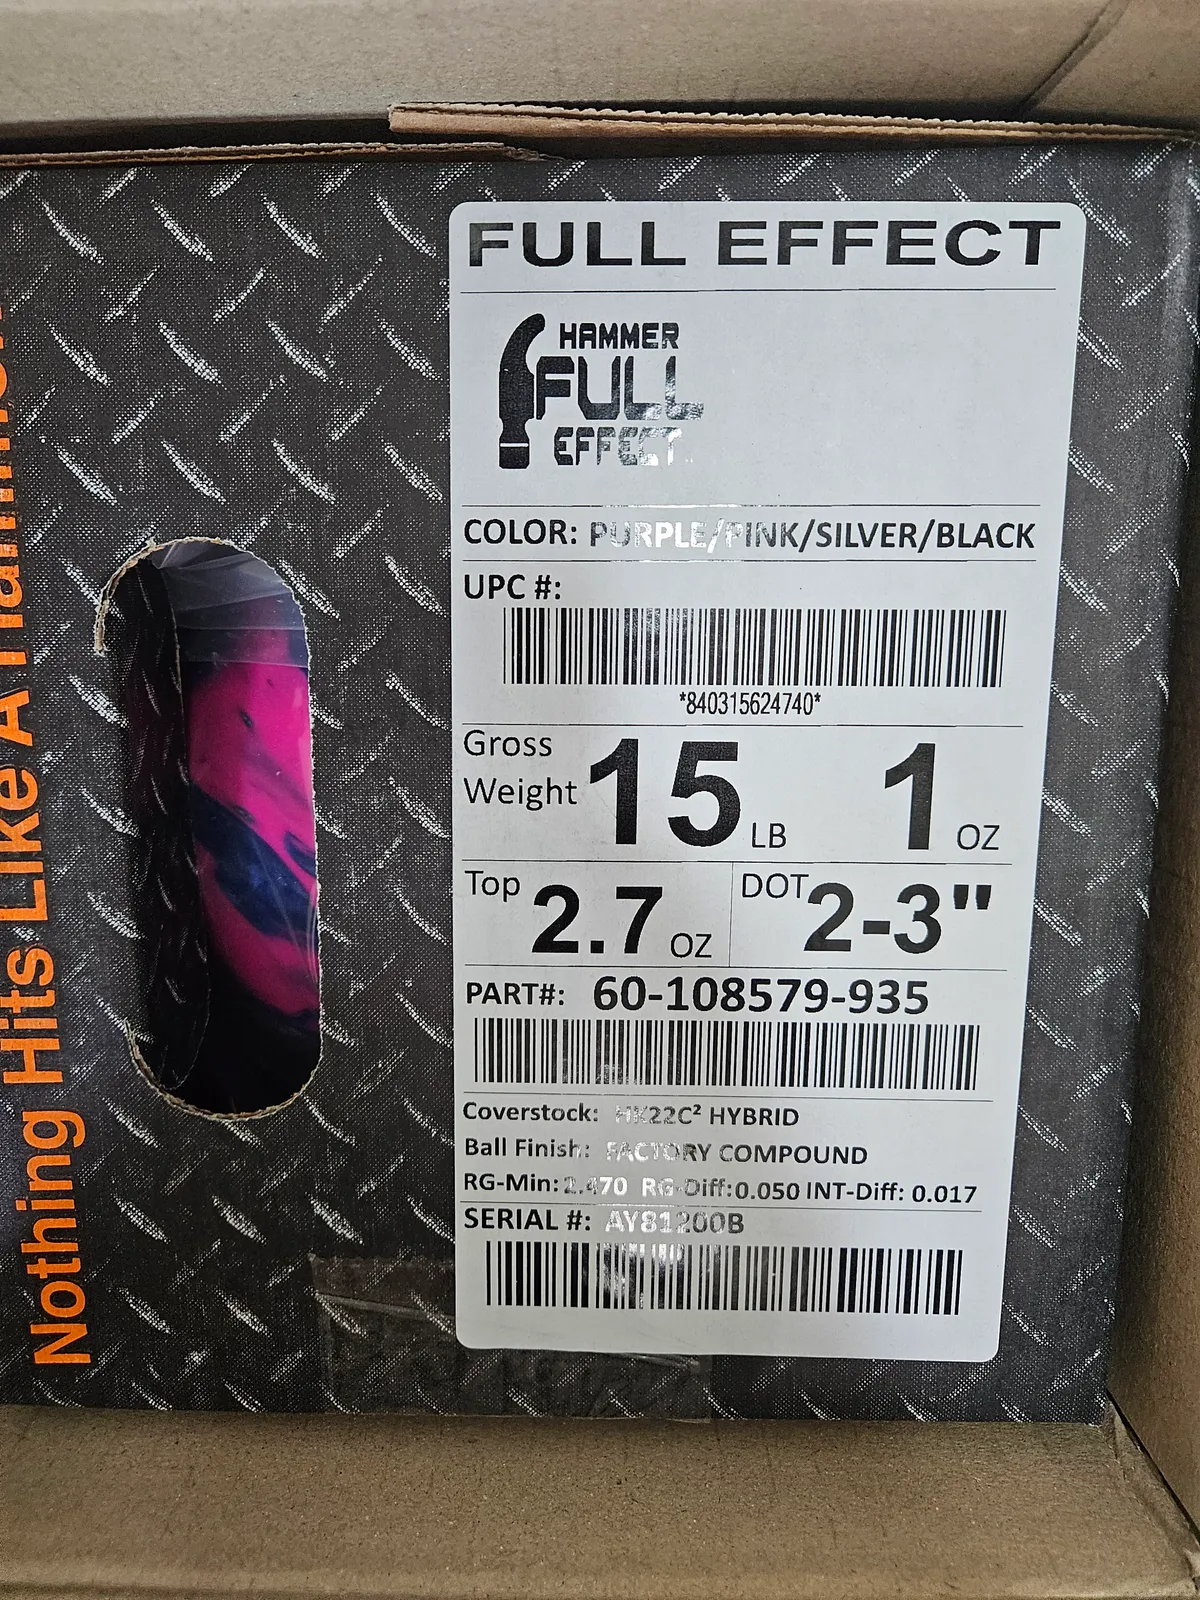 Nothing Hits Like A
FULL EFFECT
HAMMER
FULL
EFFECT
COLOR: PURPLE/PINK/SILVER/BLACK
UPC #:
*840315624740*
Gross Weight 15 LB 1 OZ
Top 2.7 OZ DOT 2-3"
PART#: 60-108579-935
Coverstock: HK22C² HYBRID
Ball Finish: FACTORY COMPOUND
RG-Min: 2.470 RG-Diff: 0.050 INT-Diff: 0.017
SERIAL #: AY81200B